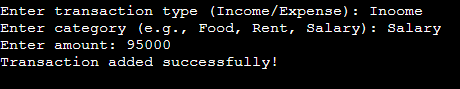 Enter transaction type (Income/Expense): Inoome
Enter category (e.g., Food, Rent, Salary): Salary
Enter amount: 95000
Transaction added successfully!